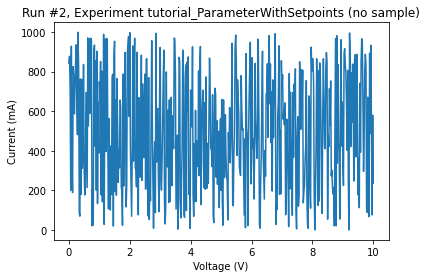 Run #2, Experiment tutorial_ParameterWithSetpoints (no sample)
1000
800
600
400
200
0
Current (mA)
0 2 4 6 8 10
Voltage (V)